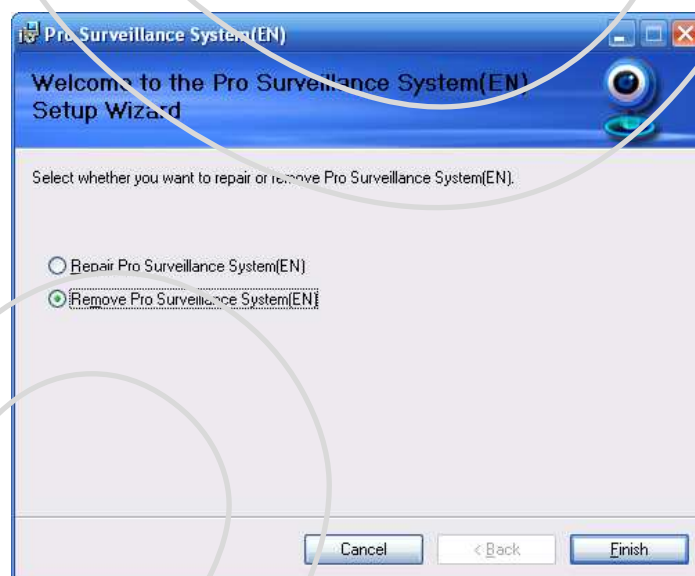 Pro Surveillance System(EN)
Welcome to the Pro Surveillance System(EN)
Setup Wizard
Select whether you want to repair or remove Pro Surveillance System(EN).
Repair Pro Surveillance System(EN)
Remove Pro Surveillance System(EN)
Cancel
< Back
Finish